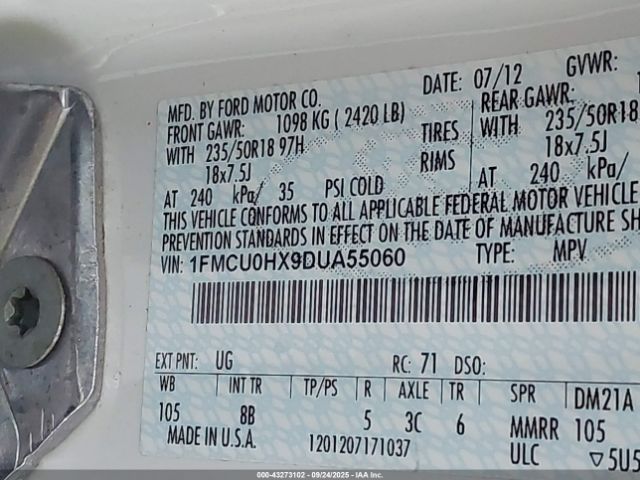 MFD. BY FORD MOTOR CO.
DATE: 07/12 GVWR:
FRONT GAWR: 1098 KG ( 2420 LB)
REAR GAWR:
WITH 235/50R18 97H TIRES
WITH 235/50R18
18x7.5J RIMS
18x7.5J
AT 240 kPa/ 35 PSI COLD
AT 240 kPa/
THIS VEHICLE CONFORMS TO ALL APPLICABLE FEDERAL MOTOR VEHICLE
PREVENTION STANDARDS IN EFFECT ON THE DATE OF MANUFACTURE SH
VIN: 1FMCU0HX9DUA55060 TYPE: MPV
EXT PNT: UG RC: 71 DSO:
WB INT TR TP/PS R AXLE TR SPR DM21A
105 8B 5 3C 6 MMRR 105
MADE IN U.S.A. 1201207171037 ULC ▽5U5
000-43273102 - 09/24/2025 - IAAI.COM